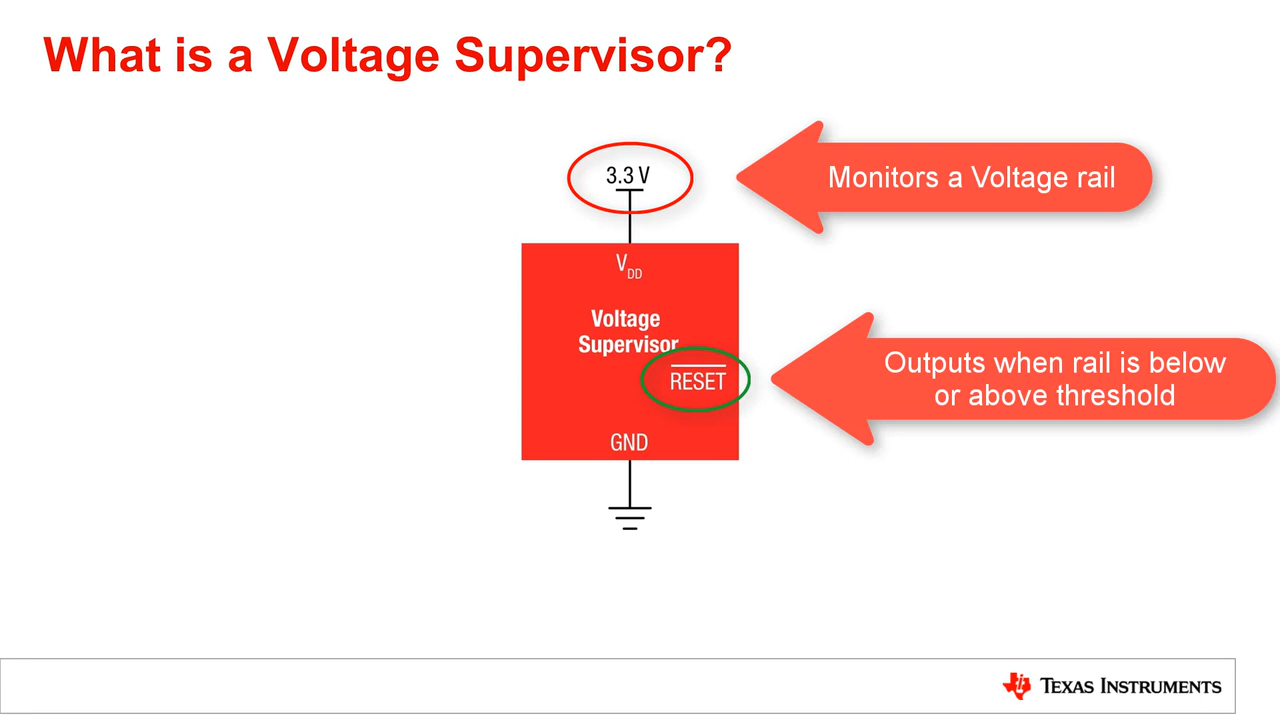 What is a Voltage Supervisor?
3.3 V
Monitors a Voltage rail
V_DD
Voltage
Supervisor
RESET
Outputs when rail is below
or above threshold
GND
TEXAS INSTRUMENTS